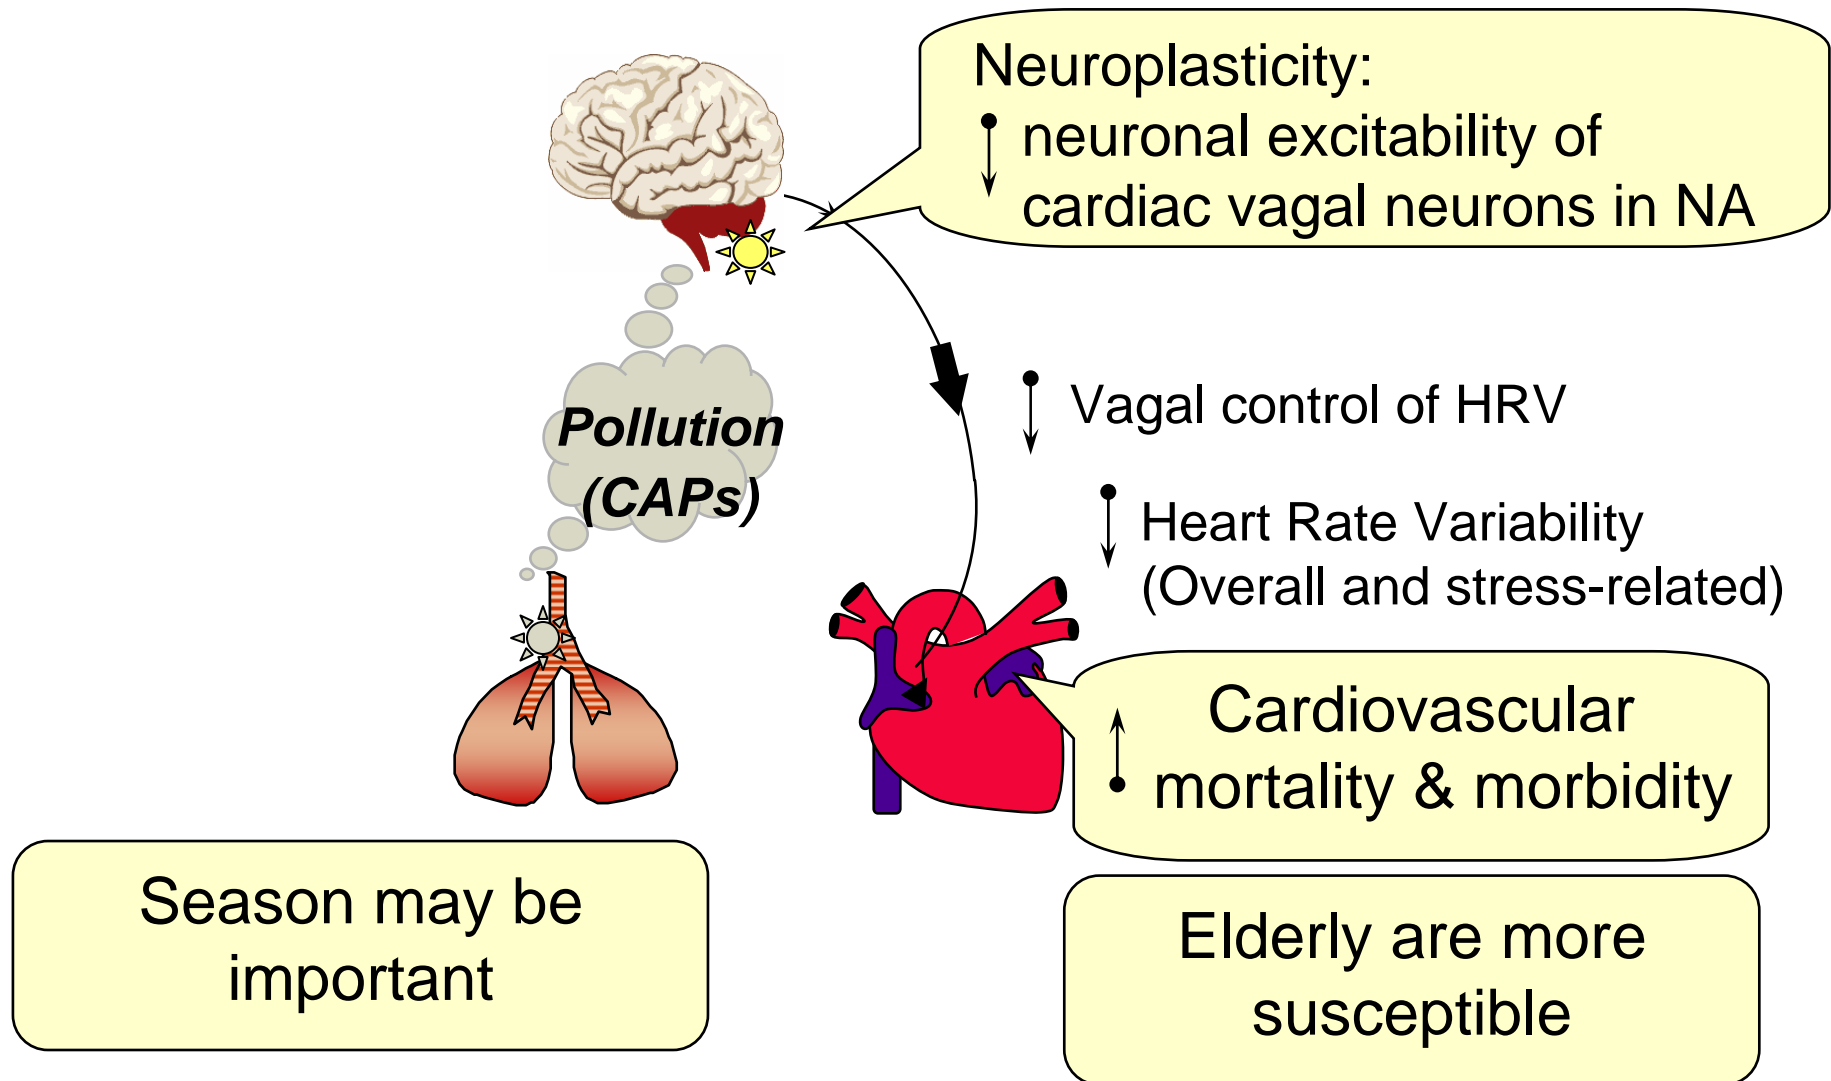 Neuroplasticity:
neuronal excitability of
cardiac vagal neurons in NA
Pollution
(CAPs)
Vagal control of HRV
Heart Rate Variability
(Overall and stress-related)
Cardiovascular
mortality & morbidity
Season may be
important
Elderly are more
susceptible